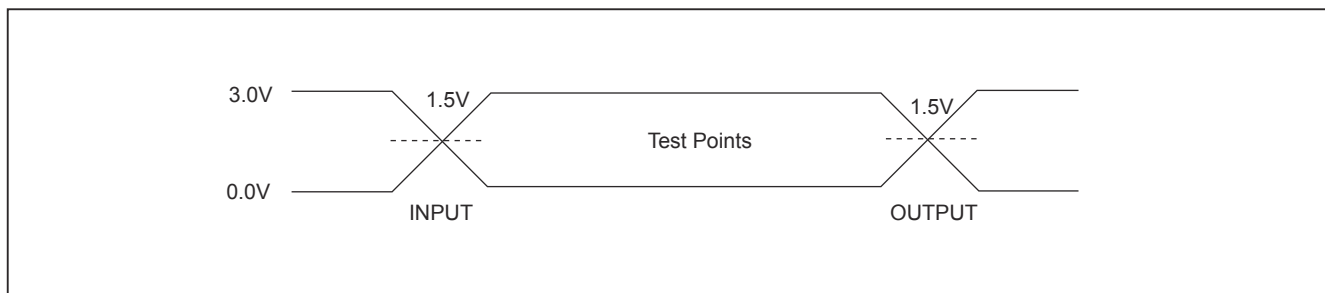 3.0V
1.5V
1.5V
Test Points
0.0V
INPUT
OUTPUT